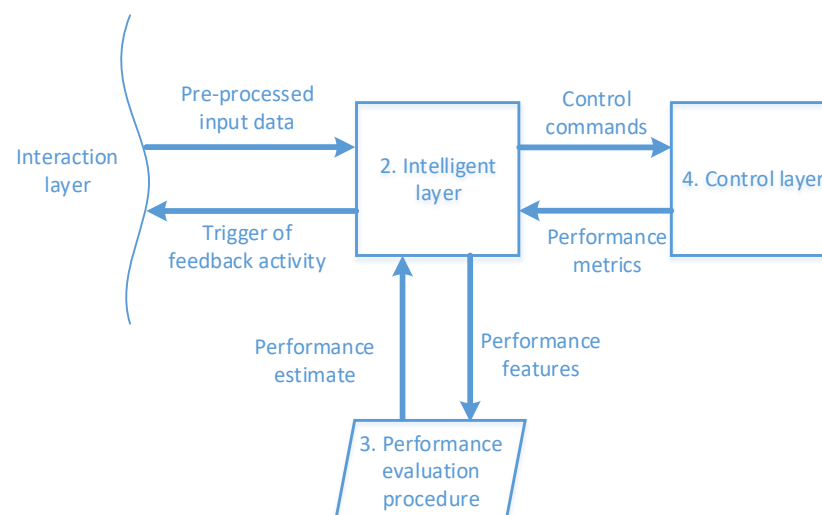 Pre-processed
input data
Control
commands
Interaction
layer
2. Intelligent
layer
4. Control layer
Trigger of
feedback activity
Performance
metrics
Performance
estimate
Performance
features
3. Performance
evaluation
procedure